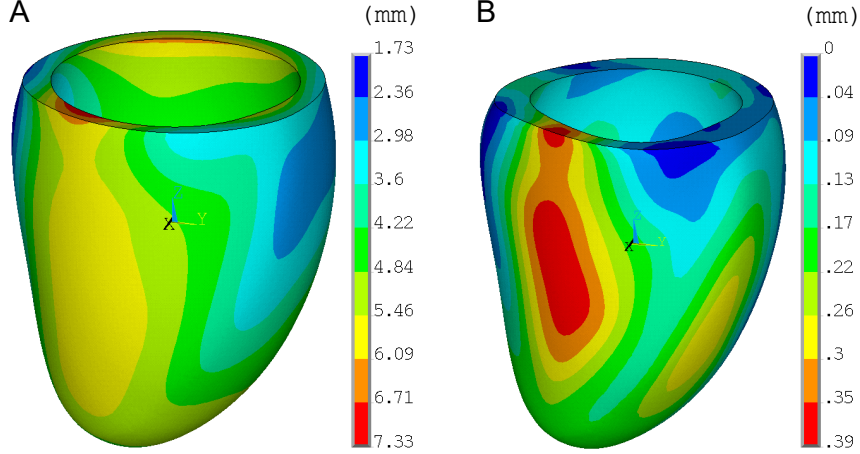 A
(mm)
1.73
2.36
2.98
3.6
4.22
4.84
5.46
6.09
6.71
7.33
Z
X
Y
B
(mm)
0
.04
.09
.13
.17
.22
.26
.3
.35
.39
Z
X
Y